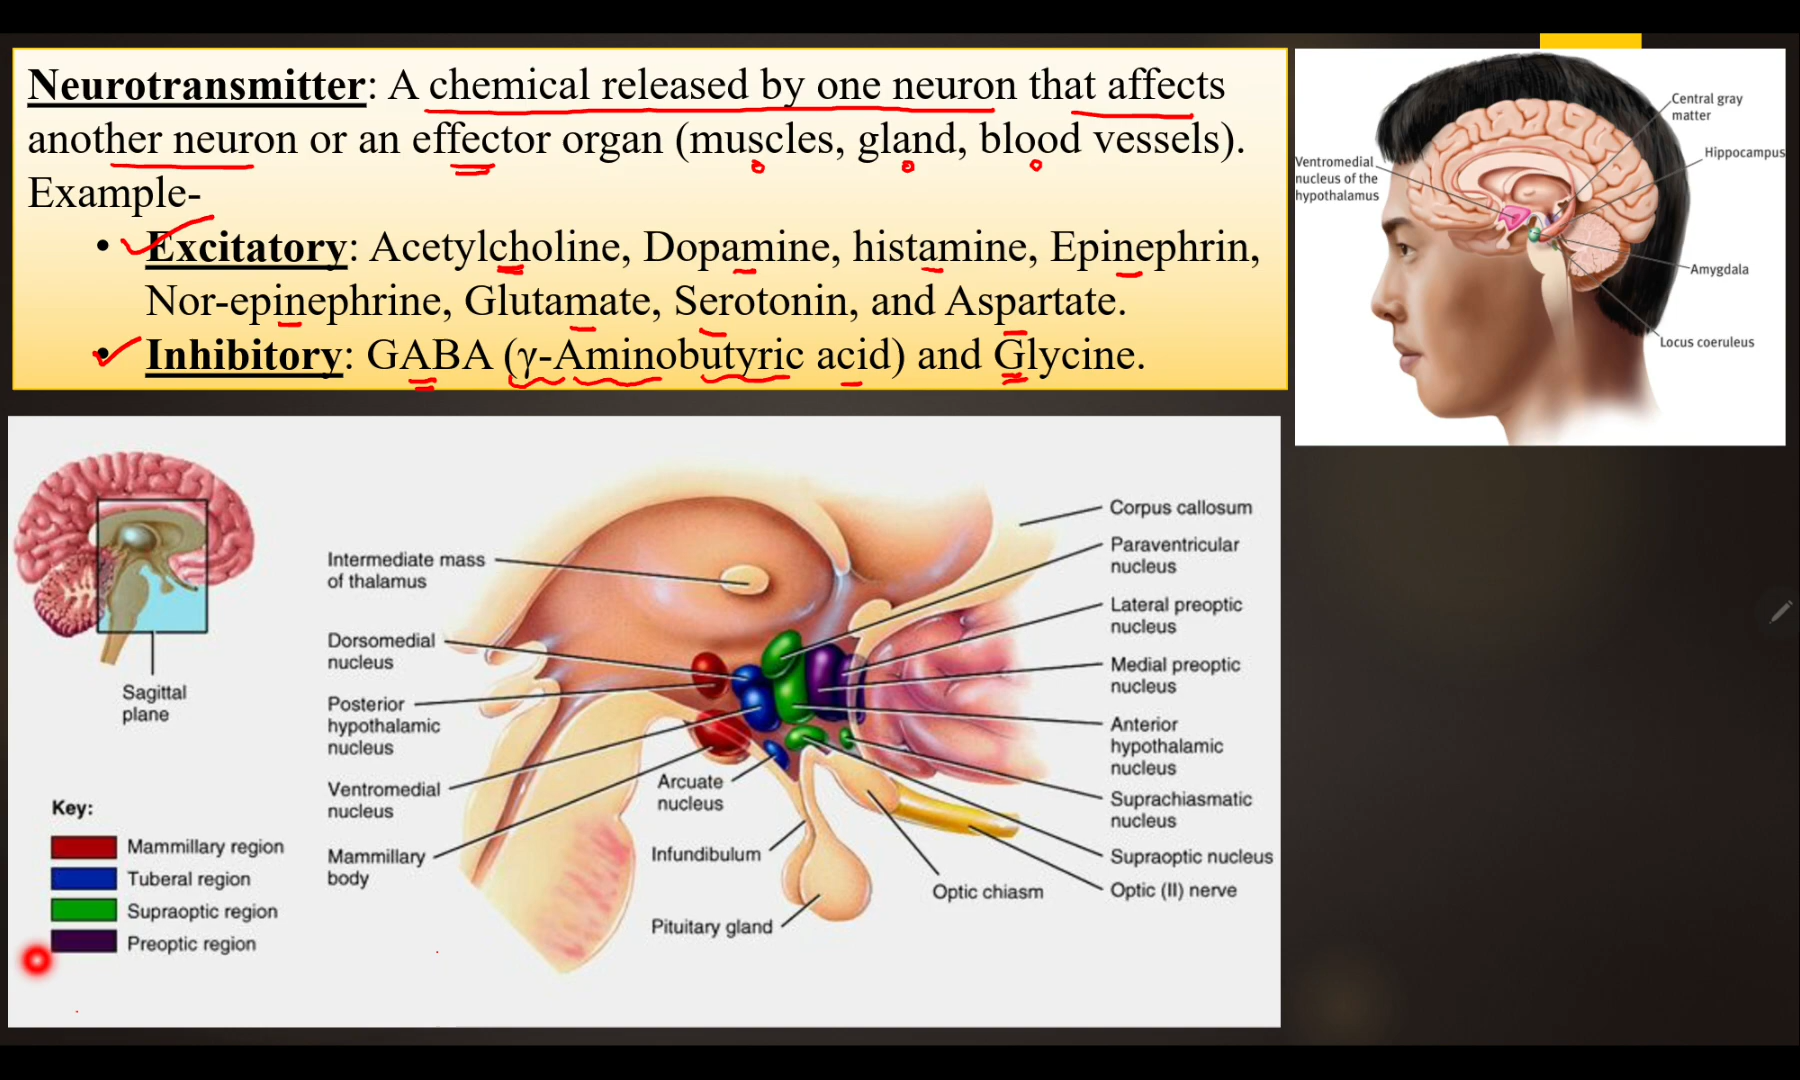 Neurotransmitter: A chemical released by one neuron that affects
another neuron or an effector organ (muscles, gland, blood vessels).
Example-
• Excitatory: Acetylcholine, Dopamine, histamine, Epinephrin,
Nor-epinephrine, Glutamate, Serotonin, and Aspartate.
• Inhibitory: GABA (γ-Aminobutyric acid) and Glycine.
Central gray
matter
Hippocampus
Ventromedial
nucleus of the
hypothalamus
Amygdala
Locus coeruleus
Sagittal
plane
Key:
Mammillary region
Tuberal region
Supraoptic region
Preoptic region
Intermediate mass
of thalamus
Dorsomedial
nucleus
Posterior
hypothalamic
nucleus
Ventromedial
nucleus
Mammillary
body
Arcuate
nucleus
Infundibulum
Pituitary gland
Optic chiasm
Corpus callosum
Paraventricular
nucleus
Lateral preoptic
nucleus
Medial preoptic
nucleus
Anterior
hypothalamic
nucleus
Suprachiasmatic
nucleus
Supraoptic nucleus
Optic (II) nerve